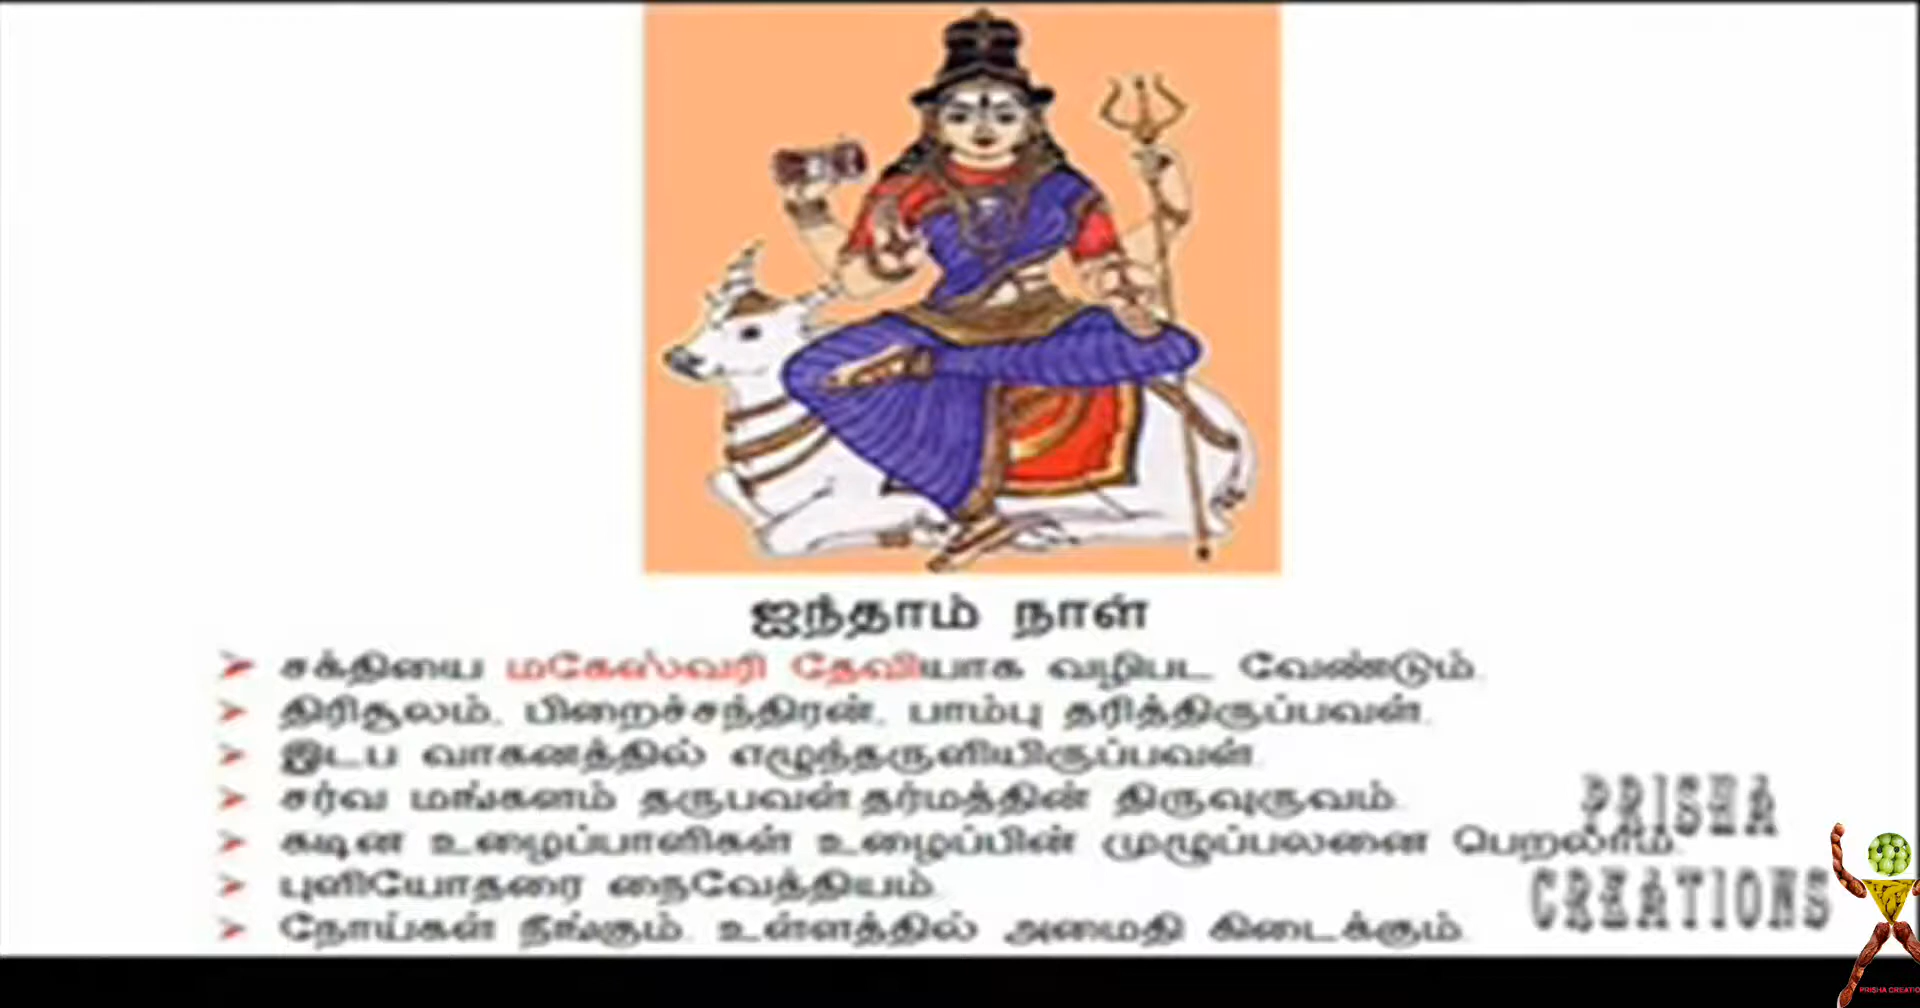 ஐந்தாம் நாள்
சக்தியை மகேஸ்வரி தேவியாக வழிபட வேண்டும்.
திரிசூலம், பிறைச்சந்திரன், பாம்பு தரித்திருப்பவள்.
இடப வாகனத்தில் எழுந்தருளியிருப்பவள்.
சர்வ மங்களம் தருபவள் தர்மத்தின் திருவுருவம்.
கடின உழைப்பாளிகள் உழைப்பின் முழுப்பலனை பெறலாம்.
புளியோதரை நைவேத்தியம்.
நோய்கள் நீங்கும். உள்ளத்தில் அமைதி கிடைக்கும்.
PRISHA
CREATIONS
PRISHA CREATIO